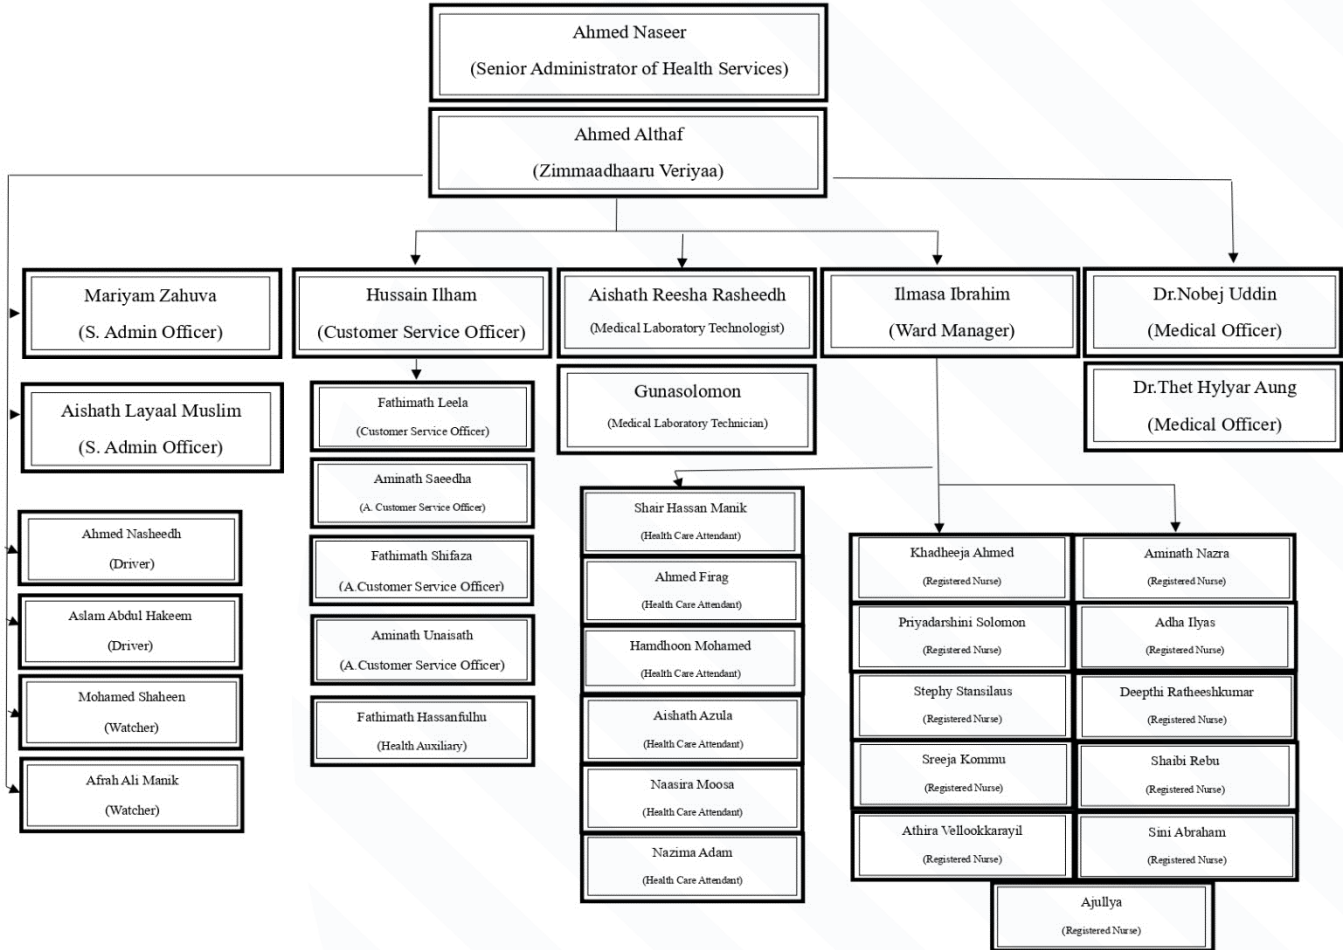 Ahmed Naseer
(Senior Administrator of Health Services)
Ahmed Althaf
(Zimmaadhaaru Veriyaa)
Mariyam Zahuva
(S. Admin Officer)
Aishath Layaal Muslim
(S. Admin Officer)
Ahmed Nasheedh
(Driver)
Aslam Abdul Hakeem
(Driver)
Mohamed Shaheen
(Watcher)
Afrah Ali Manik
(Watcher)
Hussain Ilham
(Customer Service Officer)
Fathimath Leela
(Customer Service Officer)
Aminath Saeedha
(A. Customer Service Officer)
Fathimath Shifaza
(A.Customer Service Officer)
Aminath Unaisath
(A.Customer Service Officer)
Fathimath Hassanfulhu
(Health Auxiliary)
Aishath Reesha Rasheedh
(Medical Laboratory Technologist)
Gunasolomon
(Medical Laboratory Technician)
Ilmasa Ibrahim
(Ward Manager)
Shair Hassan Manik
(Health Care Attendant)
Ahmed Firag
(Health Care Attendant)
Hamdhoon Mohamed
(Health Care Attendant)
Aishath Azula
(Health Care Attendant)
Naasira Moosa
(Health Care Attendant)
Nazima Adam
(Health Care Attendant)
Khadheeja Ahmed
(Registered Nurse)
Priyadarshini Solomon
(Registered Nurse)
Stephy Stansilaus
(Registered Nurse)
Sreeja Kommu
(Registered Nurse)
Athira Vellookkarayil
(Registered Nurse)
Aminath Nazra
(Registered Nurse)
Adha Ilyas
(Registered Nurse)
Deepthi Ratheeshkumar
(Registered Nurse)
Shaibi Rebu
(Registered Nurse)
Sini Abraham
(Registered Nurse)
Ajullya
(Registered Nurse)
Dr.Nobej Uddin
(Medical Officer)
Dr.Thet Hylyar Aung
(Medical Officer)